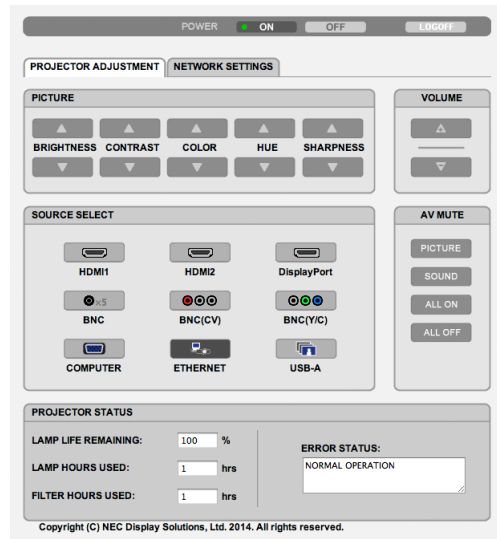 POWER ON OFF LOGOFF
PROJECTOR ADJUSTMENT NETWORK SETTINGS
PICTURE VOLUME
BRIGHTNESS CONTRAST COLOR HUE SHARPNESS
SOURCE SELECT AV MUTE
PICTURE
HDMI1 HDMI2 DisplayPort
SOUND
×5
ALL ON
BNC BNC(CV) BNC(Y/C)
ALL OFF
COMPUTER ETHERNET USB-A
PROJECTOR STATUS
LAMP LIFE REMAINING: 100 %
ERROR STATUS:
LAMP HOURS USED: 1 hrs
NORMAL OPERATION
FILTER HOURS USED: 1 hrs
Copyright (C) NEC Display Solutions, Ltd. 2014. All rights reserved.